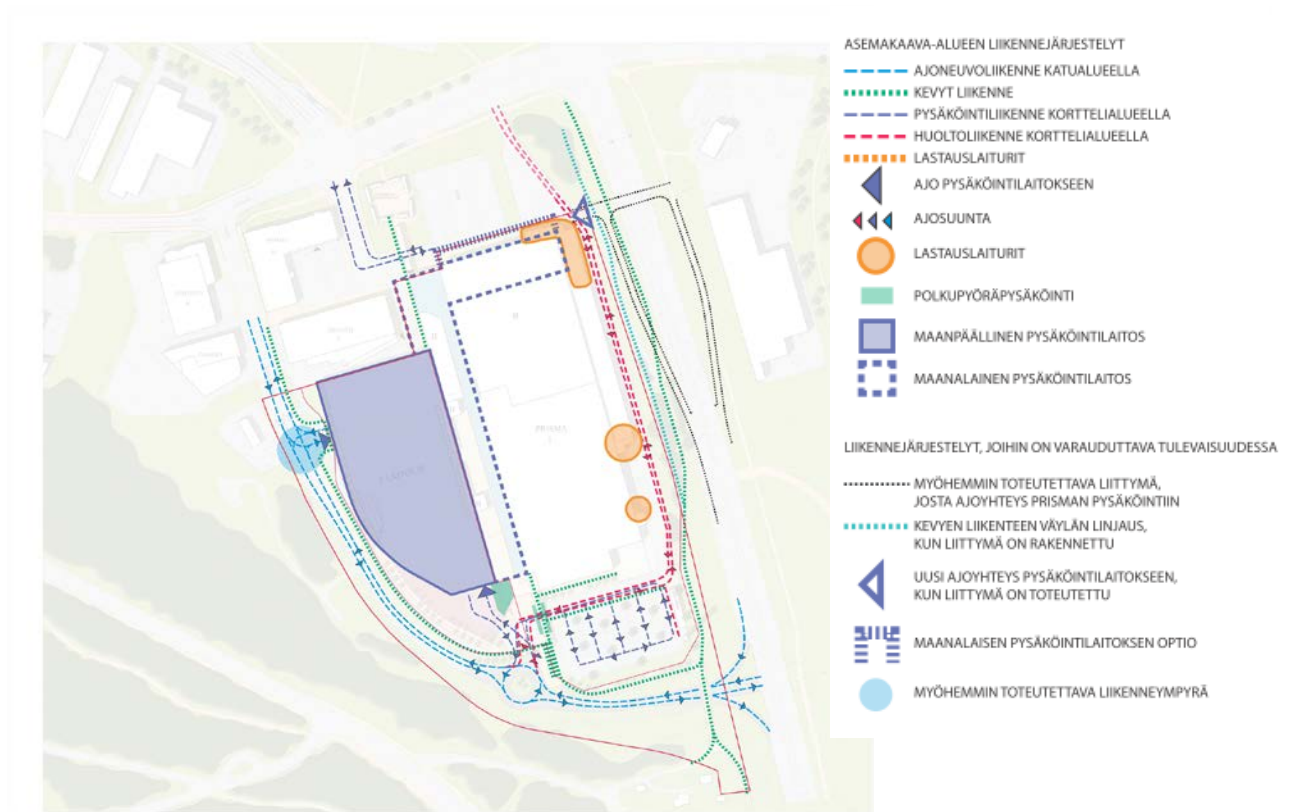 ASEMAKAAVA-ALUEEN LIIKENNEJÄRJESTELYT
AJONEUVOLIIKENNE KATUALUEELLA
KEVYT LIIKENNE
PYSÄKÖINTILIIKENNE KORTTELIALUEELLA
HUOLTOLIIKENNE KORTTELIALUEELLA
LASTAUSLAITURIT
AJO PYSÄKÖINTILAITOKSEEN
AJOSUUNTA
LASTAUSLAITURIT
POLKUPYÖRÄPYSÄKÖINTI
MAANPÄÄLLINEN PYSÄKÖINTILAITOS
MAANALAINEN PYSÄKÖINTILAITOS
LIIKENNEJÄRJESTELYT, JOIHIN ON VARAUDUTTAVA TULEVAISUUDESSA
MYÖHEMMIN TOTEUTETTAVA LIITTYMÄ,
JOSTA AJOYHTEYS PRISMAN PYSÄKÖINTIIN
KEVYEN LIIKENTEEN VÄYLÄN LINJAUS,
KUN LIITTYMÄ ON RAKENNETTU
UUSI AJOYHTEYS PYSÄKÖINTILAITOKSEEN,
KUN LIITTYMÄ ON TOTEUTETTU
MAANALAISEN PYSÄKÖINTILAITOKSEN OPTIO
MYÖHEMMIN TOTEUTETTAVA LIIKENNEYMPYRÄ
PRISMA